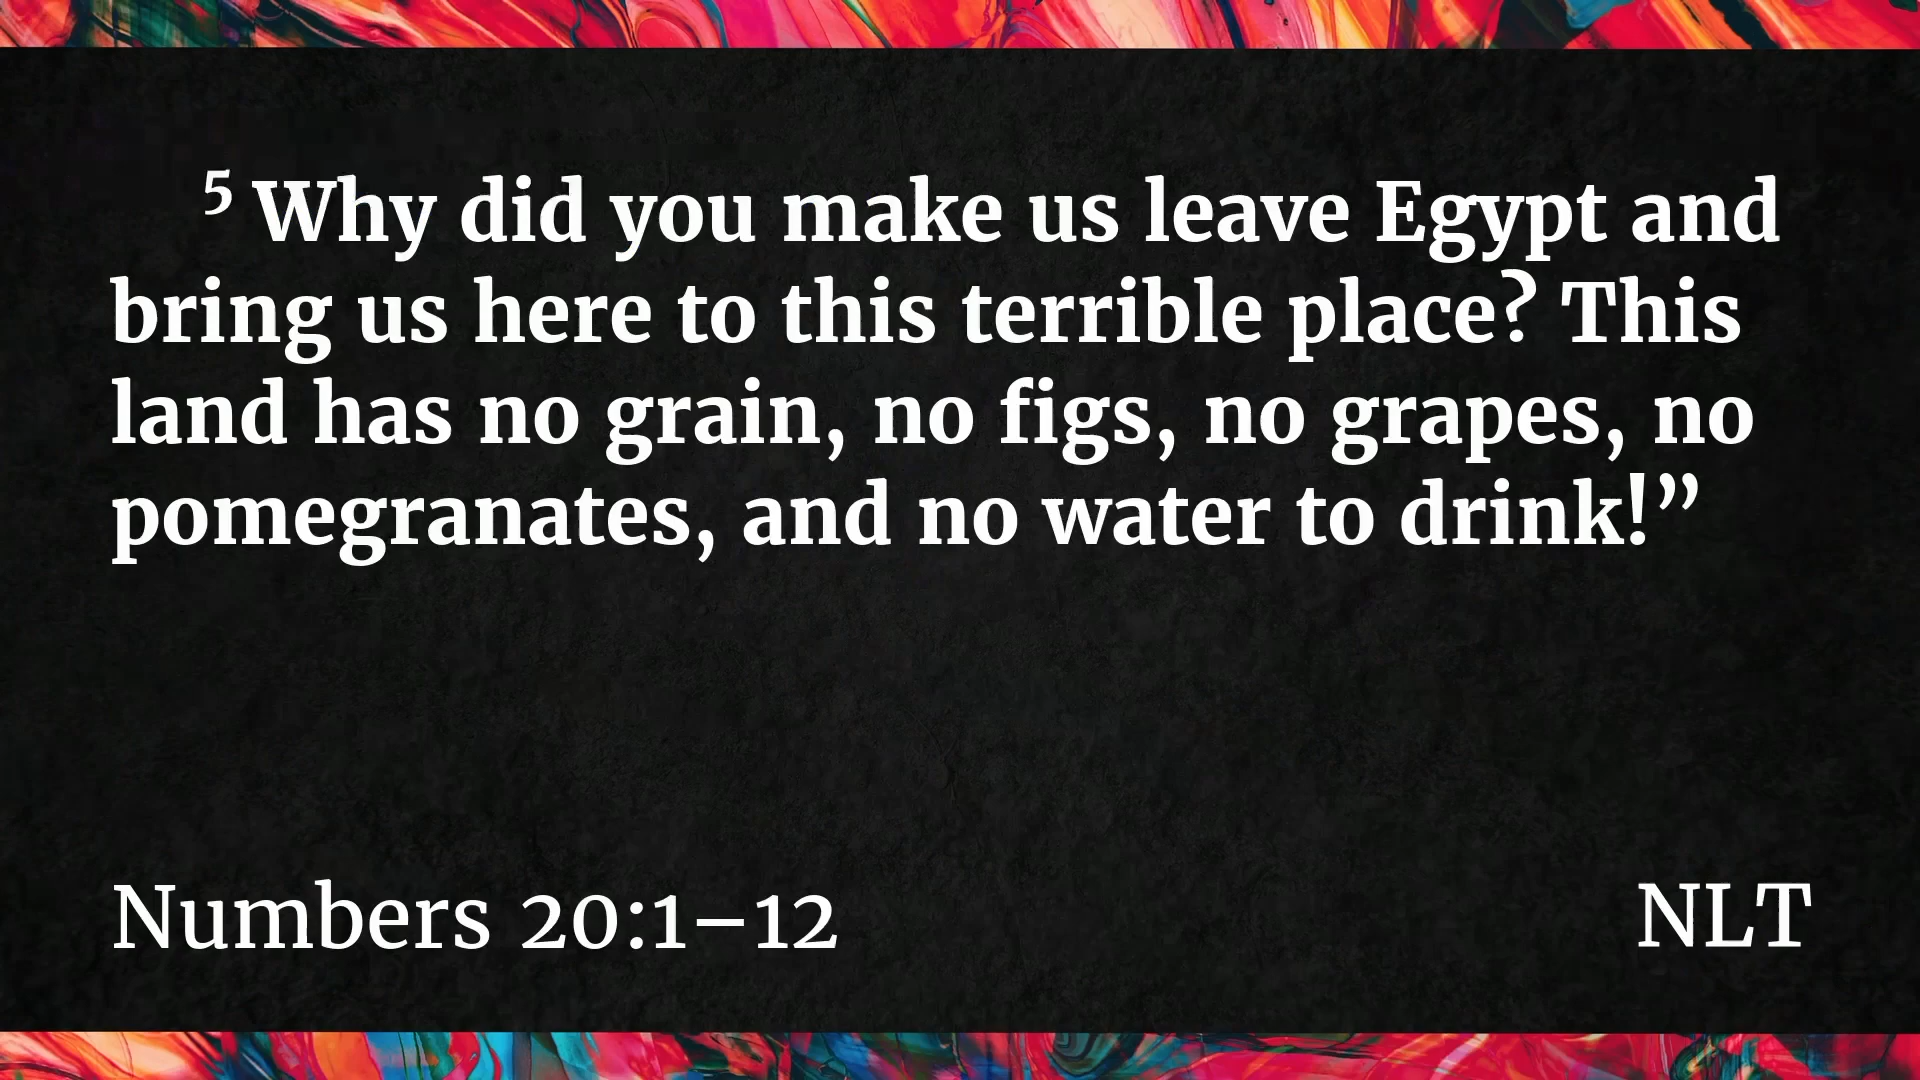 5 Why did you make us leave Egypt and
bring us here to this terrible place? This
land has no grain, no figs, no grapes, no
pomegranates, and no water to drink!”
Numbers 20:1–12
NLT